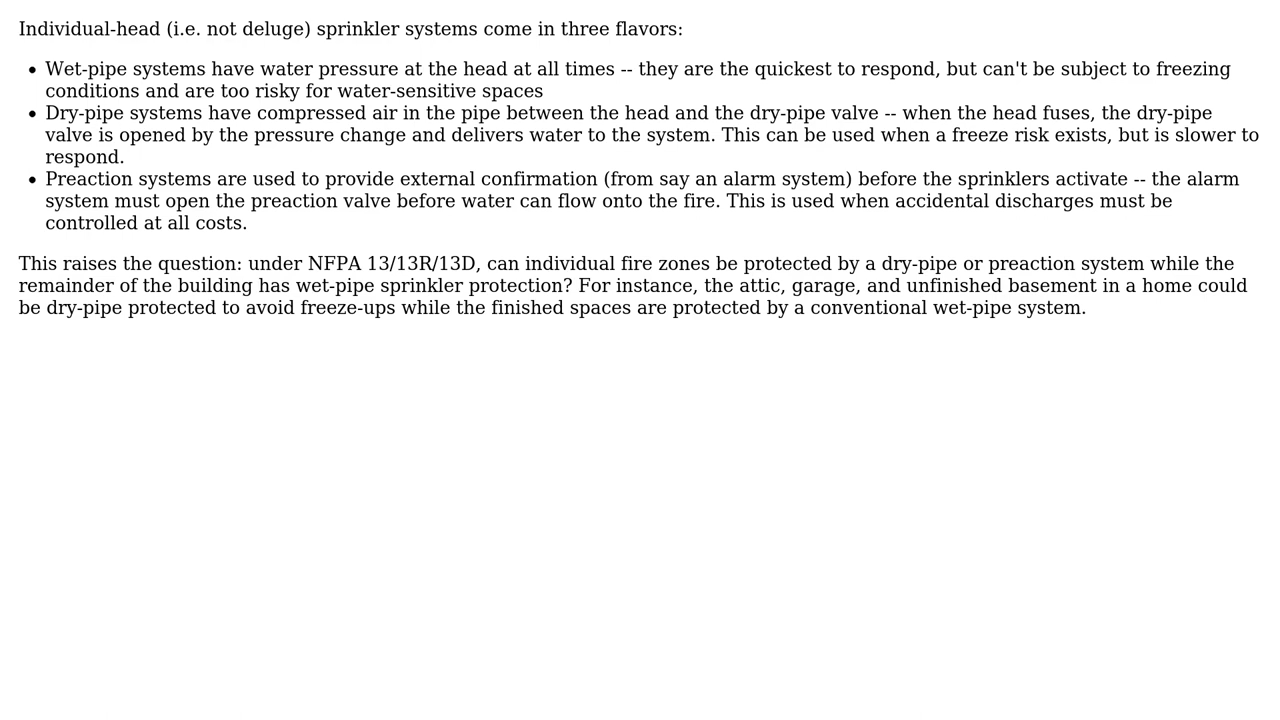 Individual-head (i.e. not deluge) sprinkler systems come in three flavors:
• Wet-pipe systems have water pressure at the head at all times -- they are the quickest to respond, but can't be subject to freezing
conditions and are too risky for water-sensitive spaces
• Dry-pipe systems have compressed air in the pipe between the head and the dry-pipe valve -- when the head fuses, the dry-pipe
valve is opened by the pressure change and delivers water to the system. This can be used when a freeze risk exists, but is slower to
respond.
• Preaction systems are used to provide external confirmation (from say an alarm system) before the sprinklers activate -- the alarm
system must open the preaction valve before water can flow onto the fire. This is used when accidental discharges must be
controlled at all costs.
This raises the question: under NFPA 13/13R/13D, can individual fire zones be protected by a dry-pipe or preaction system while the
remainder of the building has wet-pipe sprinkler protection? For instance, the attic, garage, and unfinished basement in a home could
be dry-pipe protected to avoid freeze-ups while the finished spaces are protected by a conventional wet-pipe system.